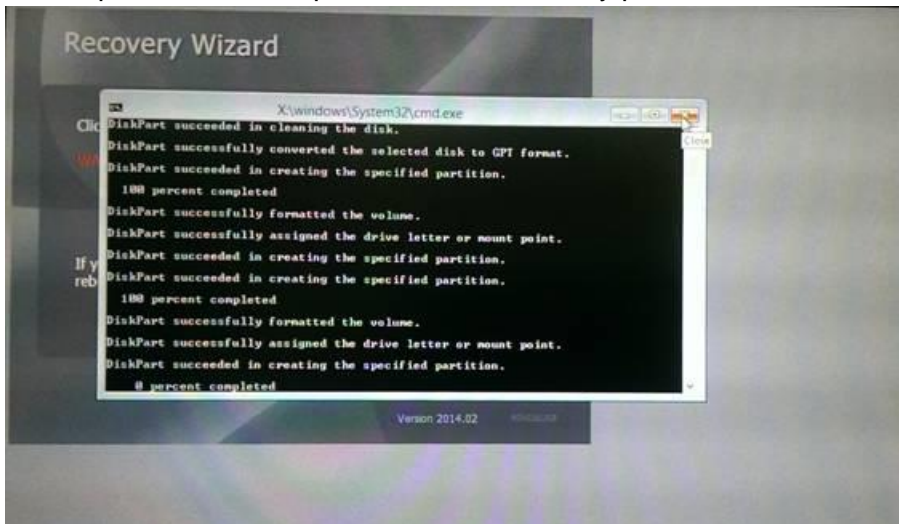 Recovery Wizard
X:\windows\System32\cmd.exe
Close
Clic
DiskPart succeeded in cleaning the disk.
DiskPart successfully converted the selected disk to GPT format.
WA
DiskPart succeeded in creating the specified partition.
100 percent completed
DiskPart successfully formatted the volume.
DiskPart successfully assigned the drive letter or mount point.
If y
DiskPart succeeded in creating the specified partition.
reb
DiskPart succeeded in creating the specified partition.
100 percent completed
DiskPart successfully formatted the volume.
DiskPart successfully assigned the drive letter or mount point.
DiskPart succeeded in creating the specified partition.
0 percent completed
Version 2014.02